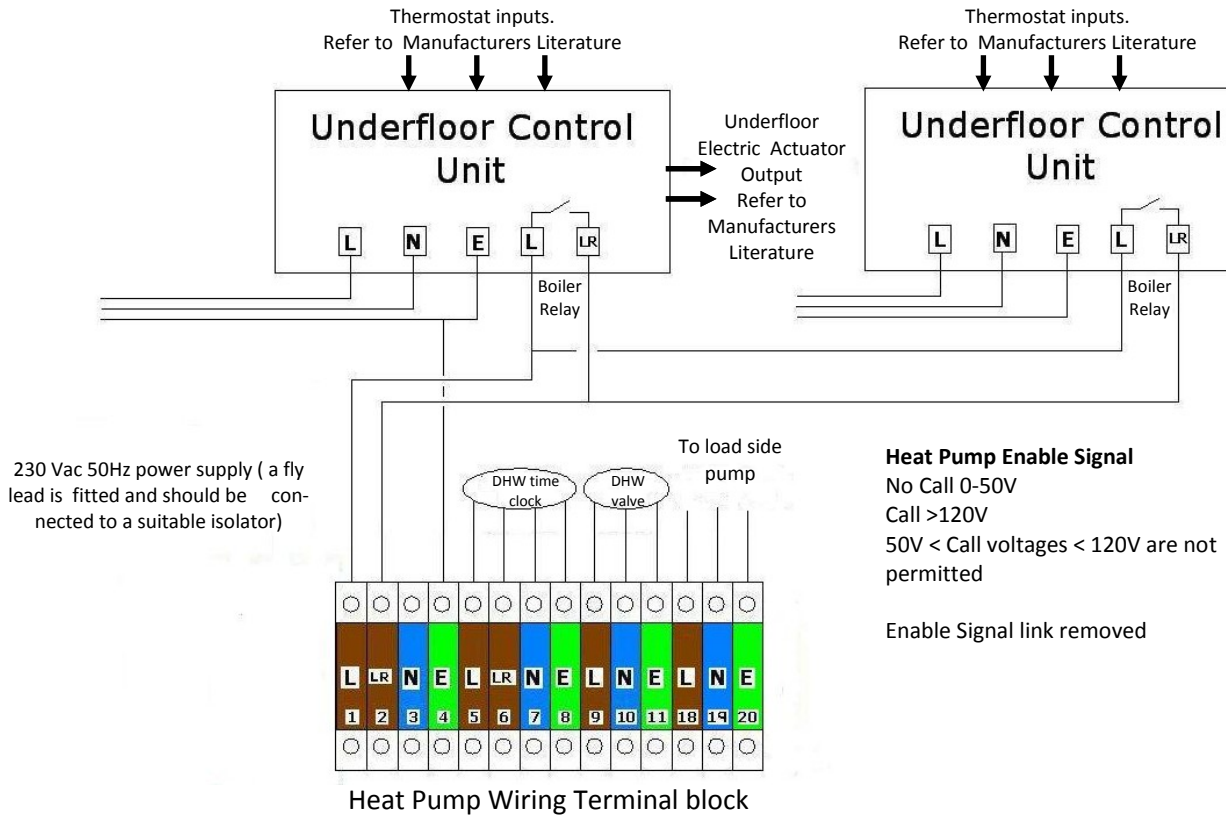 Thermostat inputs.
Refer to Manufacturers Literature
Thermostat inputs.
Refer to Manufacturers Literature
Underfloor Control
Unit
L N E L LR
Boiler
Relay
Underfloor
Electric Actuator
Output
Refer to
Manufacturers
Literature
Underfloor Control
Unit
L N E L LR
Boiler
Relay
230 Vac 50Hz power supply ( a fly
lead is fitted and should be con-
nected to a suitable isolator)
DHW time
clock
DHW
valve
To load side
pump
Heat Pump Enable Signal
No Call 0-50V
Call >120V
50V < Call voltages < 120V are not
permitted
Enable Signal link removed
L LR N E L LR N E L N E L N E
1 2 3 4 5 6 7 8 9 10 11 18 19 20
Heat Pump Wiring Terminal block